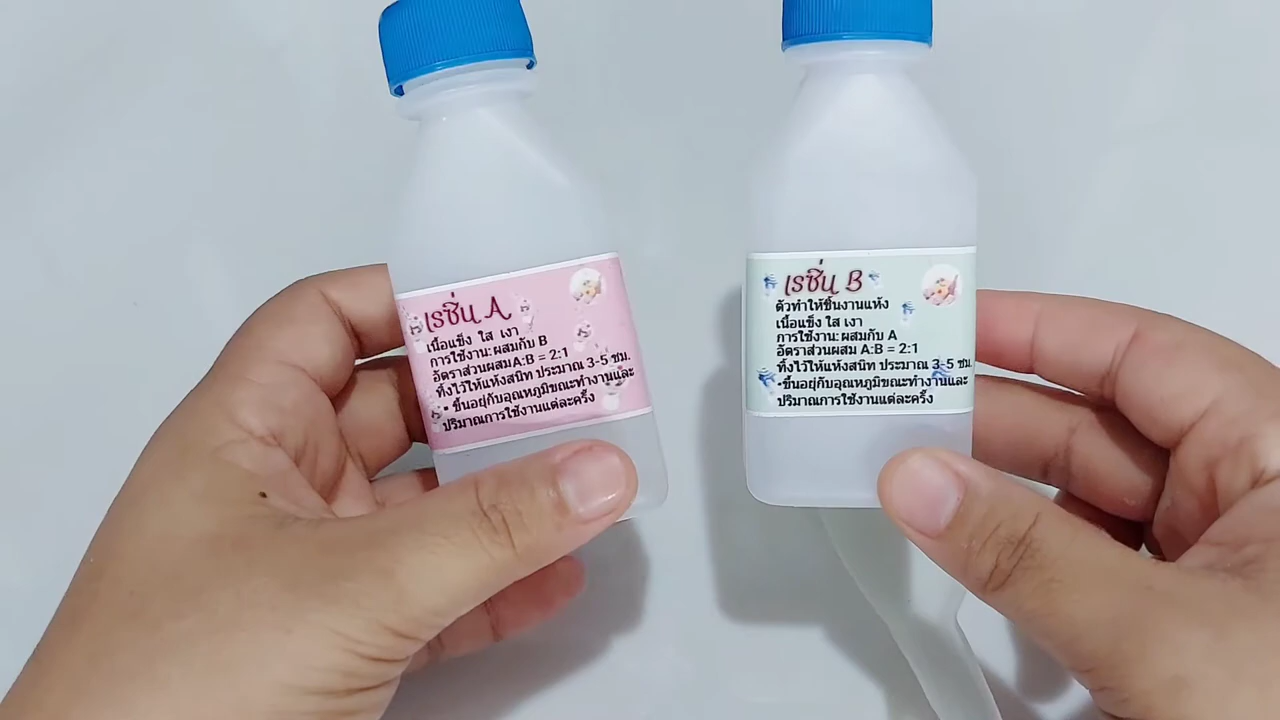 เรซิ่น A
เนื้อแข็ง ใส เงา
การใช้งาน: ผสมกับ B
อัตราส่วนผสมA:B = 2:1
ทิ้งไว้ให้แห้งสนิท ประมาณ 3-5 ชม.
• ขึ้นอยู่กับอุณหภูมิขณะทำงานและ
ปริมาณการใช้งานแต่ละครั้ง
เรซิ่น B
ตัวทำให้ชิ้นงานแห้ง
เนื้อแข็ง ใส เงา
การใช้งาน: ผสมกับ A
อัตราส่วนผสม A:B = 2:1
ทิ้งไว้ให้แห้งสนิท ประมาณ 3-5 ชม.
•ขึ้นอยู่กับอุณหภูมิขณะทำงานและ
ปริมาณการใช้งานแต่ละครั้ง